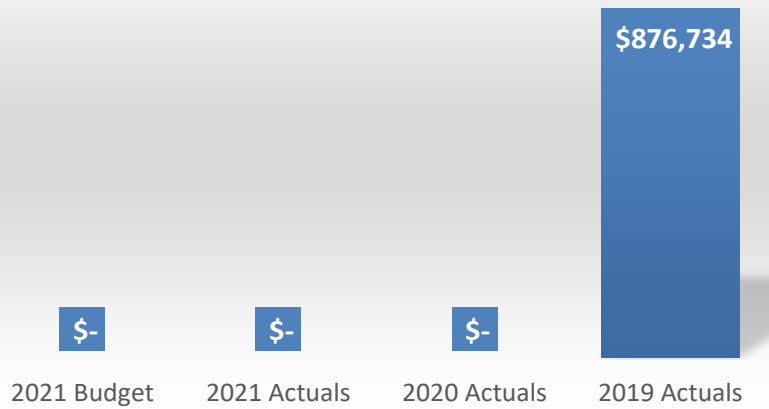 $876,734
$-
$-
$-
2021 Budget
2021 Actuals
2020 Actuals
2019 Actuals